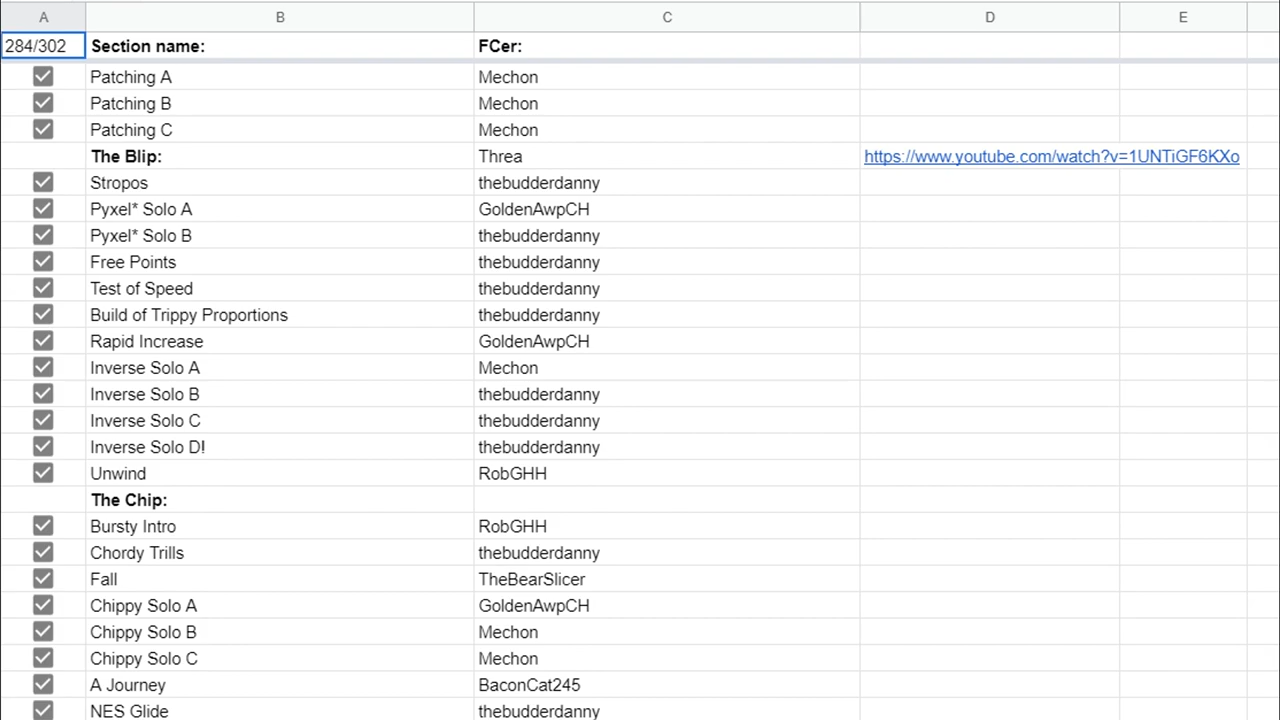 A B C D E
284/302 Section name: FCer:
Patching A Mechon
Patching B Mechon
Patching C Mechon
The Blip: Threa https://www.youtube.com/watch?v=1UNTiGF6KXo
Stropos thebudderdanny
Pyxel* Solo A GoldenAwpCH
Pyxel* Solo B thebudderdanny
Free Points thebudderdanny
Test of Speed thebudderdanny
Build of Trippy Proportions thebudderdanny
Rapid Increase GoldenAwpCH
Inverse Solo A Mechon
Inverse Solo B thebudderdanny
Inverse Solo C thebudderdanny
Inverse Solo D! thebudderdanny
Unwind RobGHH
The Chip:
Bursty Intro RobGHH
Chordy Trills thebudderdanny
Fall TheBearSlicer
Chippy Solo A GoldenAwpCH
Chippy Solo B Mechon
Chippy Solo C Mechon
A Journey BaconCat245
NES Glide thebudderdanny